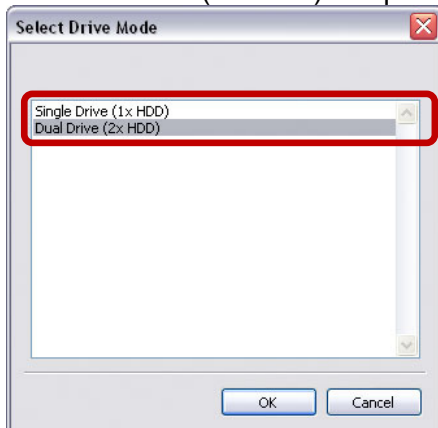 Select Drive Mode
Single Drive (1x HDD)
Dual Drive (2x HDD)
OK Cancel